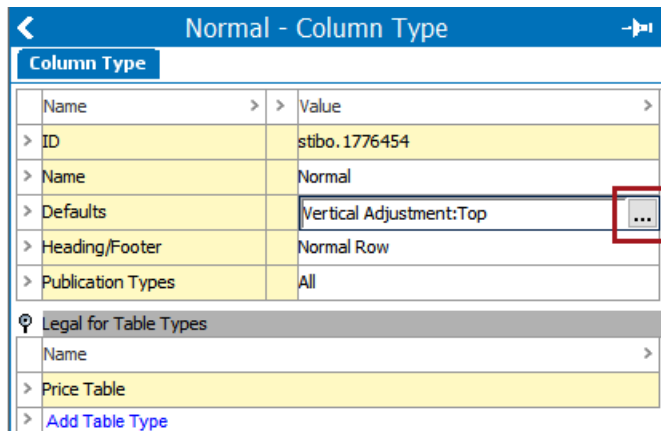 Normal - Column Type
Column Type
Name > > Value >
> ID stibo.1776454
> Name Normal
> Defaults Vertical Adjustment:Top ...
> Heading/Footer Normal Row
> Publication Types All
Legal for Table Types
Name >
> Price Table
> Add Table Type